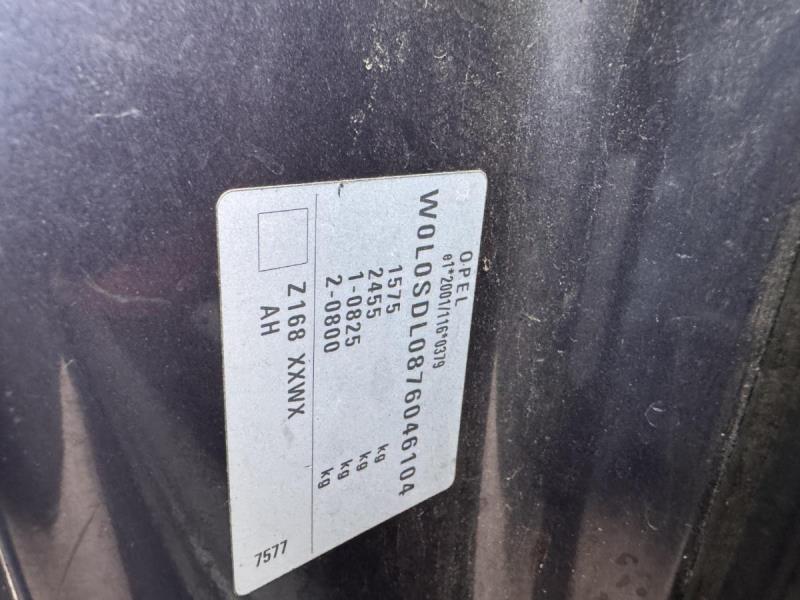 OPEL
e1*2001/116*0379
W0L0SDL0876046104
1575 kg
2455 kg
1-0825 kg
2-0800 kg
Z168 XXWX
AH
7577